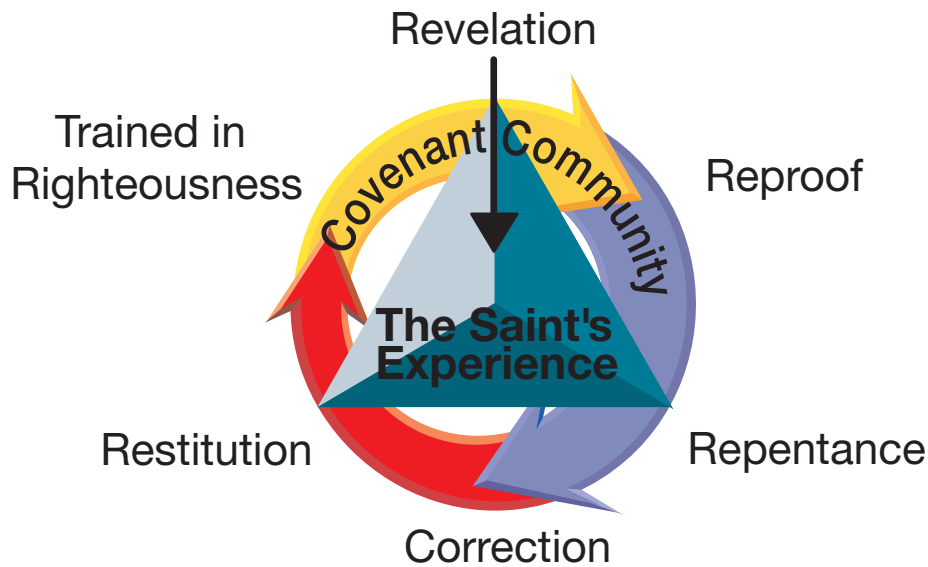 Revelation
Trained in
Righteousness
Covenant Community
Reproof
The Saint's
Experience
Restitution
Repentance
Correction